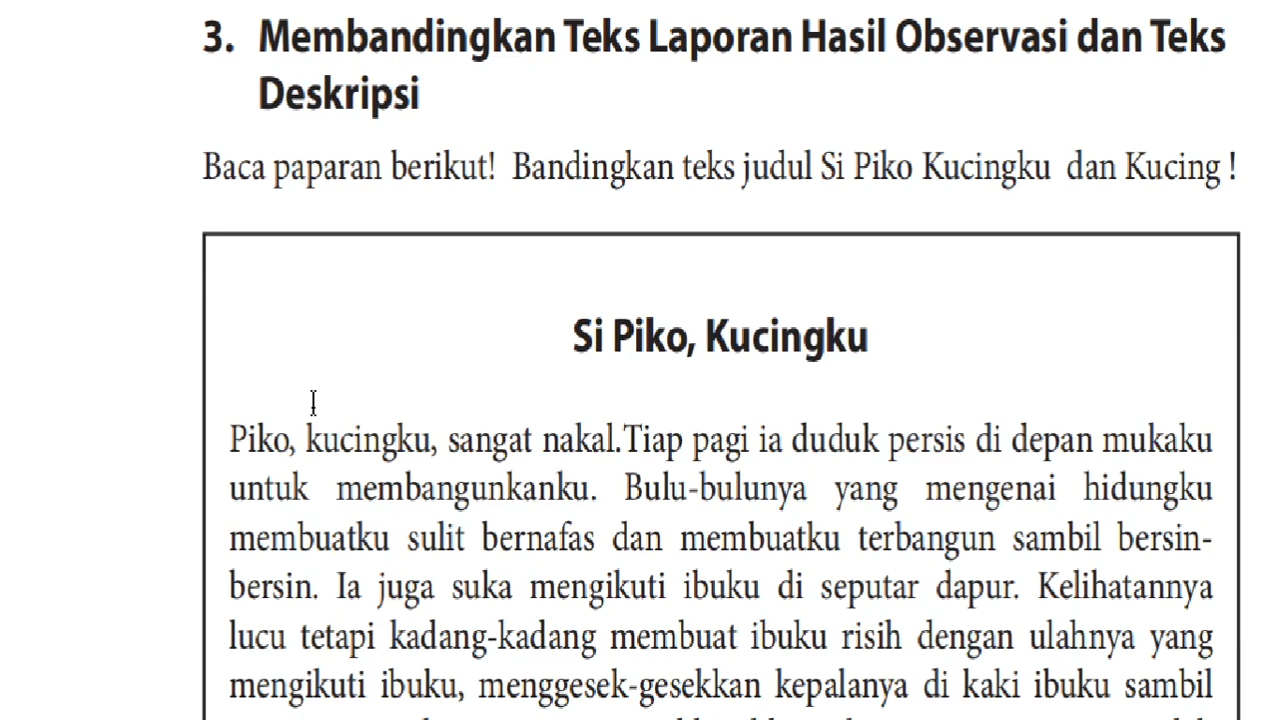 3. Membandingkan Teks Laporan Hasil Observasi dan Teks
Deskripsi
Baca paparan berikut! Bandingkan teks judul Si Piko Kucingku dan Kucing !
Si Piko, Kucingku
Piko, kucingku, sangat nakal.Tiap pagi ia duduk persis di depan mukaku
untuk membangunkanku. Bulu-bulunya yang mengenai hidungku
membuatku sulit bernafas dan membuatku terbangun sambil bersin-
bersin. Ia juga suka mengikuti ibuku di seputar dapur. Kelihatannya
lucu tetapi kadang-kadang membuat ibuku risih dengan ulahnya yang
mengikuti ibuku, menggesek-gesekkan kepalanya di kaki ibuku sambil